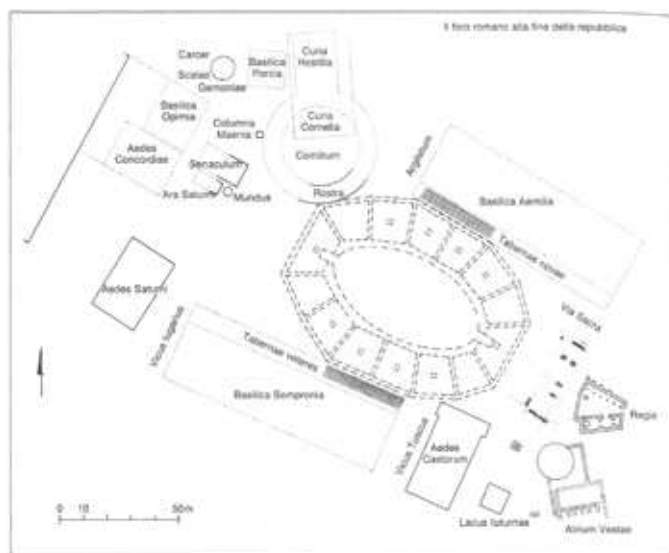 Il foro romano alla fine della repubblica
Carcer
Scalae
Gemoniae
Basilica
Porcia
Curia
Hostilia
Basilica
Opimia
Columna
Maenia
Curia
Cornelia
Aedes
Concordiae
Senaculum
Comitium
Argiletum
Ara Saturni
Mundus
Rostra
Basilica Aemilia
Tabernae novae
Aedes Saturni
Via Sacra
Vicus Iugarius
Tabernae veteres
Basilica Sempronia
Regia
Vicus Tuscus
Aedes
Castorum
0 10 50m
Lacus Iuturnae
Atrium Vestae